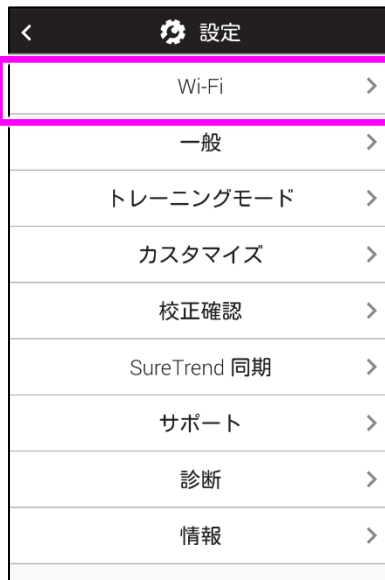 設定
Wi-Fi
一般
トレーニングモード
カスタマイズ
校正確認
SureTrend 同期
サポート
診断
情報